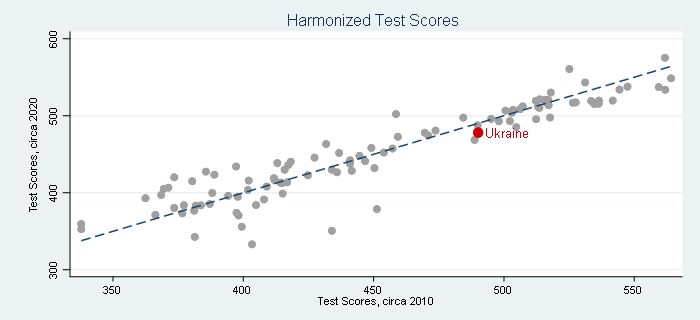 Harmonized Test Scores
600
500
400
300
Test Scores, circa 2020
Ukraine
350
400
450
500
550
Test Scores, circa 2010